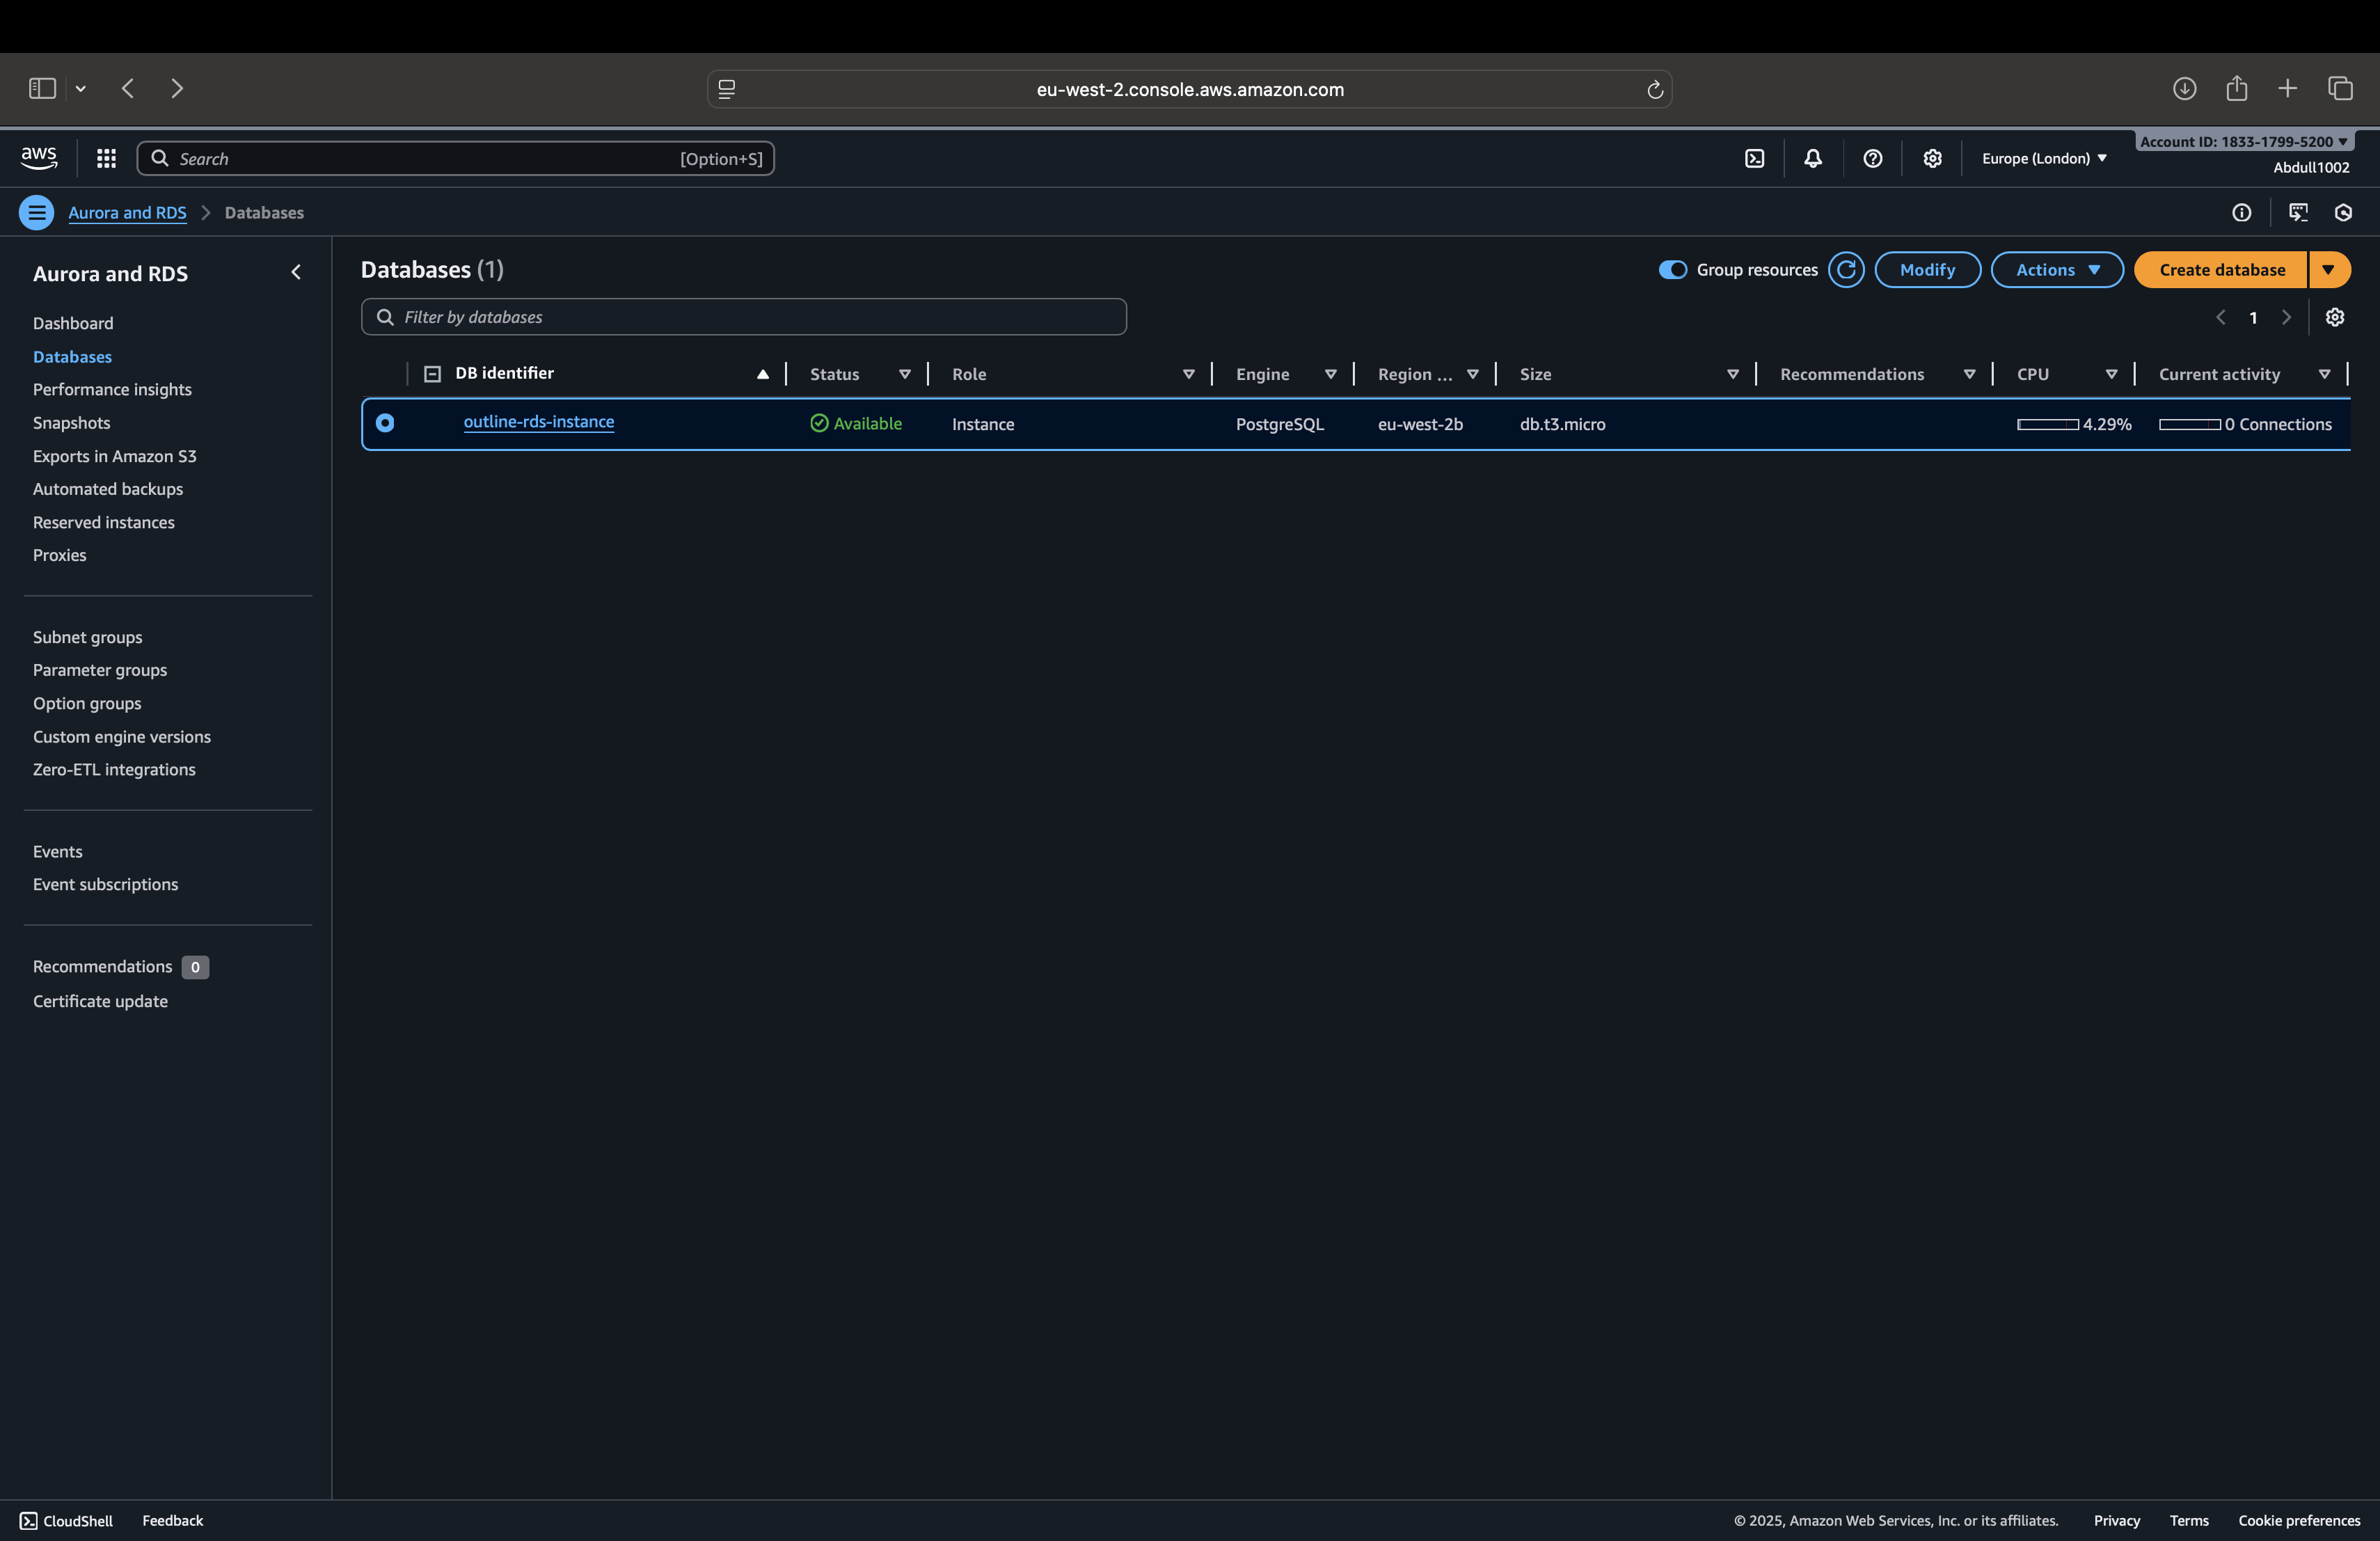 eu-west-2.console.aws.amazon.com
aws
Search [Option+S]
Europe (London)
Account ID: 1833-1799-5200
Abdull1002
Aurora and RDS
Databases
Aurora and RDS
Dashboard
Databases
Performance insights
Snapshots
Exports in Amazon S3
Automated backups
Reserved instances
Proxies
Subnet groups
Parameter groups
Option groups
Custom engine versions
Zero-ETL integrations
Events
Event subscriptions
Recommendations 0
Certificate update
Databases (1)
Group resources
Modify
Actions
Create database
Filter by databases
1
DB identifier Status Role Engine Region ... Size Recommendations CPU Current activity
outline-rds-instance Available Instance PostgreSQL eu-west-2b db.t3.micro 4.29% 0 Connections
CloudShell Feedback © 2025, Amazon Web Services, Inc. or its affiliates. Privacy Terms Cookie preferences